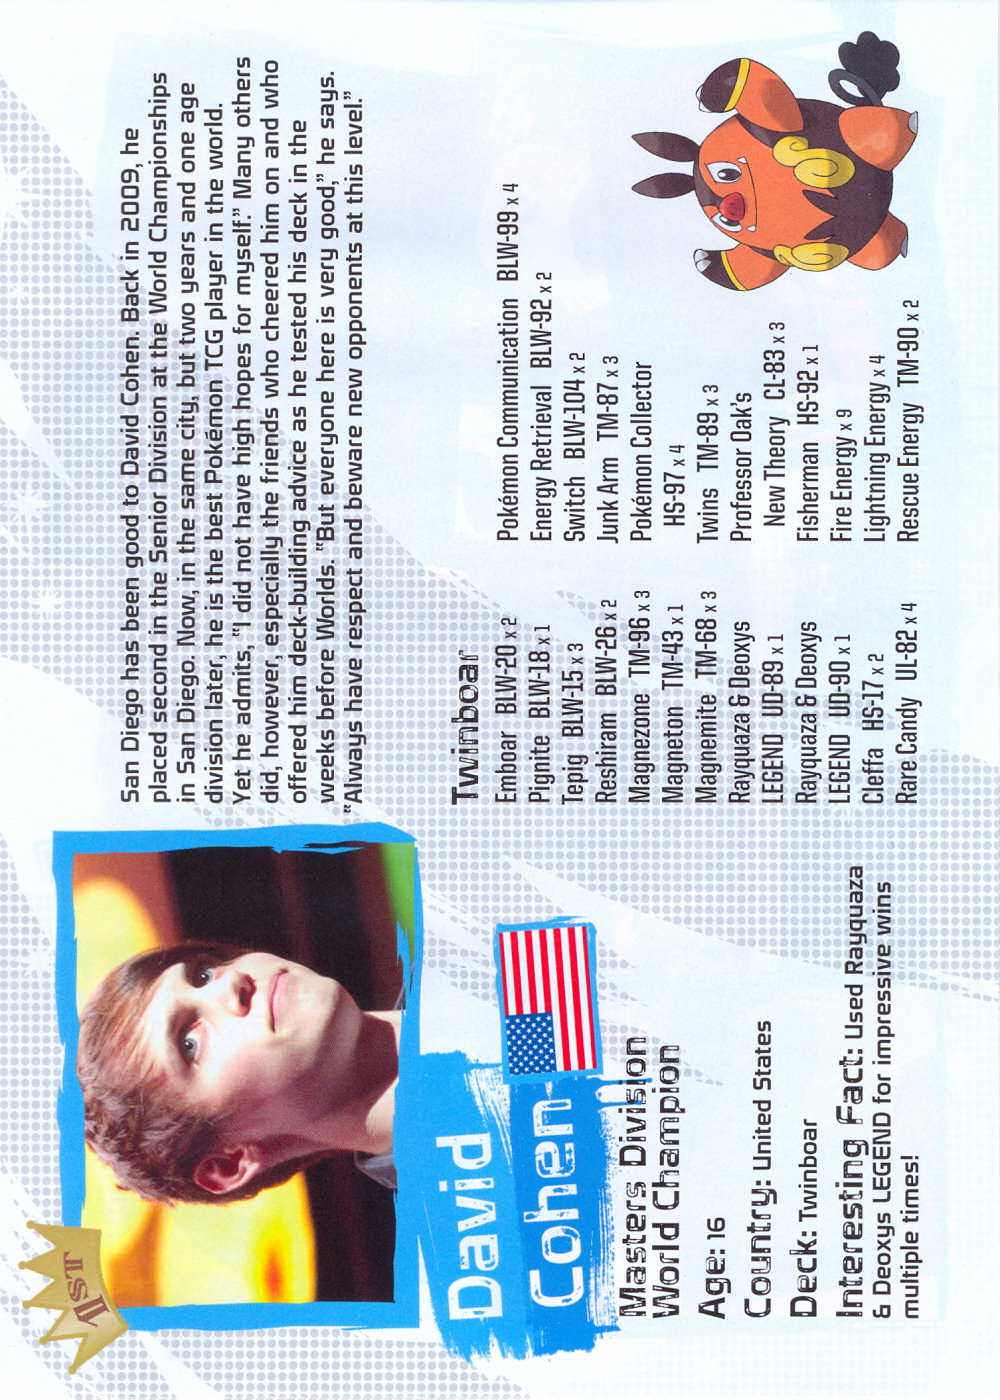 1ST
San Diego has been good to David Cohen. Back in 2009, he
placed second in the Senior Division at the World Championships
in San Diego. Now, in the same city, but two years and one age
division later, he is the best Pokémon TCG player in the world.
Yet he admits, “I did not have high hopes for myself.” Many others
did, however, especially the friends who cheered him on and who
offered him deck-building advice as he tested his deck in the
weeks before Worlds. “But everyone here is very good,” he says.
“Always have respect and beware new opponents at this level.”
David
Cohen
Masters Division
World Champion
Age: 16
Country: United States
Deck: Twinboar
Interesting Fact: Used Rayquaza
& Deoxys LEGEND for impressive wins
multiple times!
Twinboar
Emboar BLW-20 x 2
Pignite BLW-18 x 1
Tepig BLW-15 x 3
Reshiram BLW-26 x 2
Magnezone TM-96 x 3
Magneton TM-43 x 1
Magnemite TM-68 x 3
Rayquaza & Deoxys
LEGEND UD-89 x 1
Rayquaza & Deoxys
LEGEND UD-90 x 1
Cleffa HS-17 x 2
Rare Candy UL-82 x 4
Pokémon Communication BLW-99 x 4
Energy Retrieval BLW-92 x 2
Switch BLW-104 x 2
Junk Arm TM-87 x 3
Pokémon Collector
HS-97 x 4
Twins TM-89 x 3
Professor Oak’s
New Theory CL-83 x 3
Fisherman HS-92 x 1
Fire Energy x 9
Lightning Energy x 4
Rescue Energy TM-90 x 2